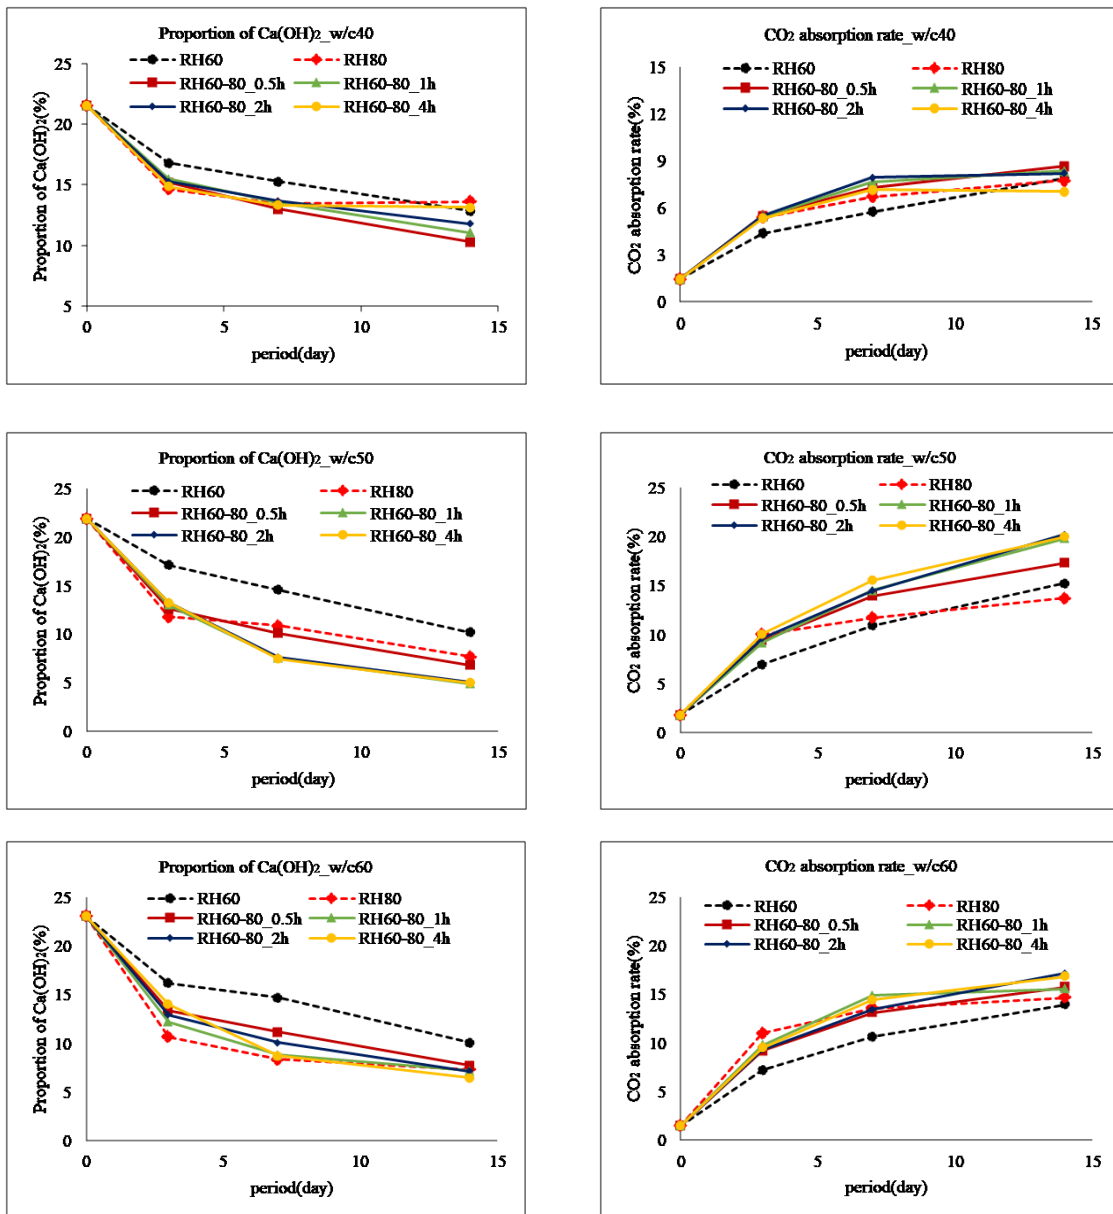 Proportion of Ca(OH)2_w/c40
RH60
RH80
RH60-80_0.5h
RH60-80_1h
RH60-80_2h
RH60-80_4h
Proportion of Ca(OH)2(%)
25
20
15
10
5
0
5
10
15
period(day)
CO2 absorption rate_w/c40
RH60
RH80
RH60-80_0.5h
RH60-80_1h
RH60-80_2h
RH60-80_4h
CO2 absorption rate(%)
15
12
9
6
3
0
0
5
10
15
period(day)
Proportion of Ca(OH)2_w/c50
RH60
RH80
RH60-80_0.5h
RH60-80_1h
RH60-80_2h
RH60-80_4h
Proportion of Ca(OH)2(%)
25
20
15
10
5
0
0
5
10
15
period(day)
CO2 absorption rate_w/c50
RH60
RH80
RH60-80_0.5h
RH60-80_1h
RH60-80_2h
RH60-80_4h
CO2 absorption rate(%)
25
20
15
10
5
0
0
5
10
15
period(day)
Proportion of Ca(OH)2_w/c60
RH60
RH80
RH60-80_0.5h
RH60-80_1h
RH60-80_2h
RH60-80_4h
Proportion of Ca(OH)2(%)
25
20
15
10
5
0
0
5
10
15
period(day)
CO2 absorption rate_w/c60
RH60
RH80
RH60-80_0.5h
RH60-80_1h
RH60-80_2h
RH60-80_4h
CO2 absorption rate(%)
25
20
15
10
5
0
0
5
10
15
period(day)